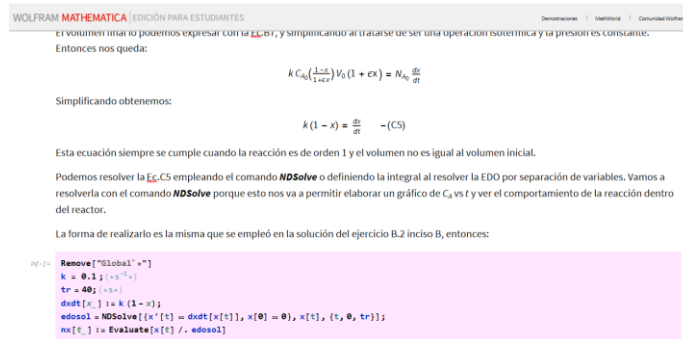 WOLFRAM MATHEMATICA | EDICIÓN PARA ESTUDIANTES
Demostraciones | MathWorld | Comunidad Wolfram
El volumen final lo podemos expresar con la Ec.B1, y simplificando al tratarse de ser una operación isotérmica y la presión es constante.
Entonces nos queda:
k C_{A_0} (\frac{1-x}{1+εx}) V_0 (1 + εx) = N_{A_0} \frac{dx}{dt}
Simplificando obtenemos:
k (1 - x) = \frac{dx}{dt} -(C5)
Esta ecuación siempre se cumple cuando la reacción es de orden 1 y el volumen no es igual al volumen inicial.
Podemos resolver la Ec.C5 empleando el comando NDSolve o definiendo la integral al resolver la EDO por separación de variables. Vamos a
resolverla con el comando NDSolve porque esto nos va a permitir elaborar un gráfico de C_A vs t y ver el comportamiento de la reacción dentro
del reactor.
La forma de realizarlo es la misma que se empleó en la solución del ejercicio B.2 inciso B, entonces:
In[•]:= Remove["Global`*"]
k = 0.1; (*s^{-1}*)
tr = 40; (*s*)
dxdt[x_] := k (1 - x);
edosol = NDSolve[{x'[t] == dxdt[x[t]], x[0] == 0}, x[t], {t, 0, tr}];
nx[t_] := Evaluate[x[t] /. edosol]